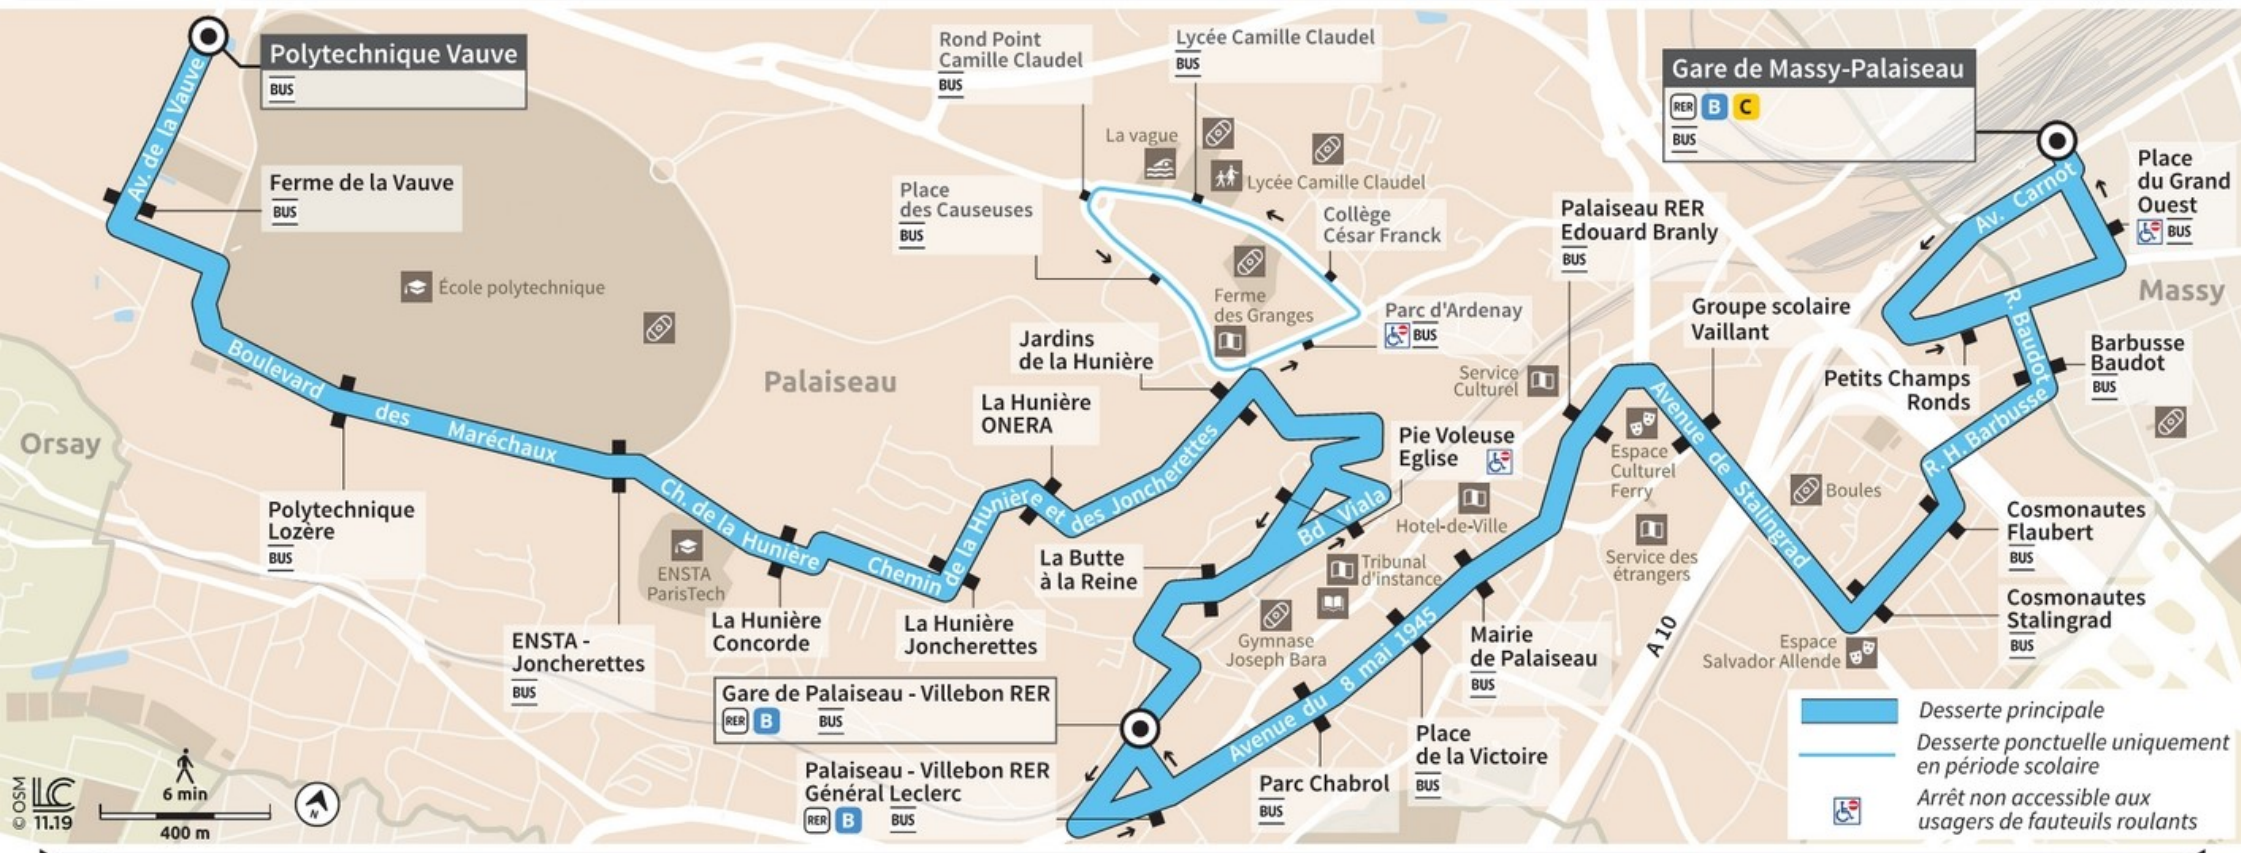 Polytechnique Vauve
BUS
Av. de la Vauve
Ferme de la Vauve
BUS
École polytechnique
Boulevard des Maréchaux
Orsay
Polytechnique
Lozère
BUS
ENSTA -
Joncherettes
BUS
ENSTA
ParisTech
Ch. de la Hunière
La Hunière
Concorde
Palaiseau
Chemin de la Hunière et des Joncherettes
La Hunière
Joncherettes
La Hunière
ONERA
Jardins
de la Hunière
Rond Point
Camille Claudel
BUS
Lycée Camille Claudel
BUS
La vague
Lycée Camille Claudel
Place
des Causeuses
BUS
Collège
César Franck
Ferme
des Granges
Parc d'Ardenay
BUS
Pie Voleuse
Eglise
Bd Viala
La Butte
à la Reine
Hotel-de-Ville
Tribunal
d'instance
Gymnase
Joseph Bara
Gare de Palaiseau - Villebon RER
RER B BUS
Palaiseau - Villebon RER
Général Leclerc
RER B BUS
Avenue du 8 mai 1945
Parc Chabrol
BUS
Place
de la Victoire
BUS
Mairie
de Palaiseau
BUS
Service
Culturel
Palaiseau RER
Edouard Branly
BUS
Espace
Culturel
Ferry
Service des
étrangers
A 10
Groupe scolaire
Vaillant
Avenue de Stalingrad
Boules
Espace
Salvador Allende
Cosmonautes
Stalingrad
BUS
Cosmonautes
Flaubert
BUS
R. H. Barbusse
Barbusse
Baudot
BUS
R. Baudot
Petits Champs
Ronds
Massy
Place
du Grand
Ouest
BUS
Av. Carnot
Gare de Massy-Palaiseau
RER B C
BUS
Desserte principale
Desserte ponctuelle uniquement
en période scolaire
Arrêt non accessible aux
usagers de fauteuils roulants
© OSM
LC
11.19
6 min
400 m
N